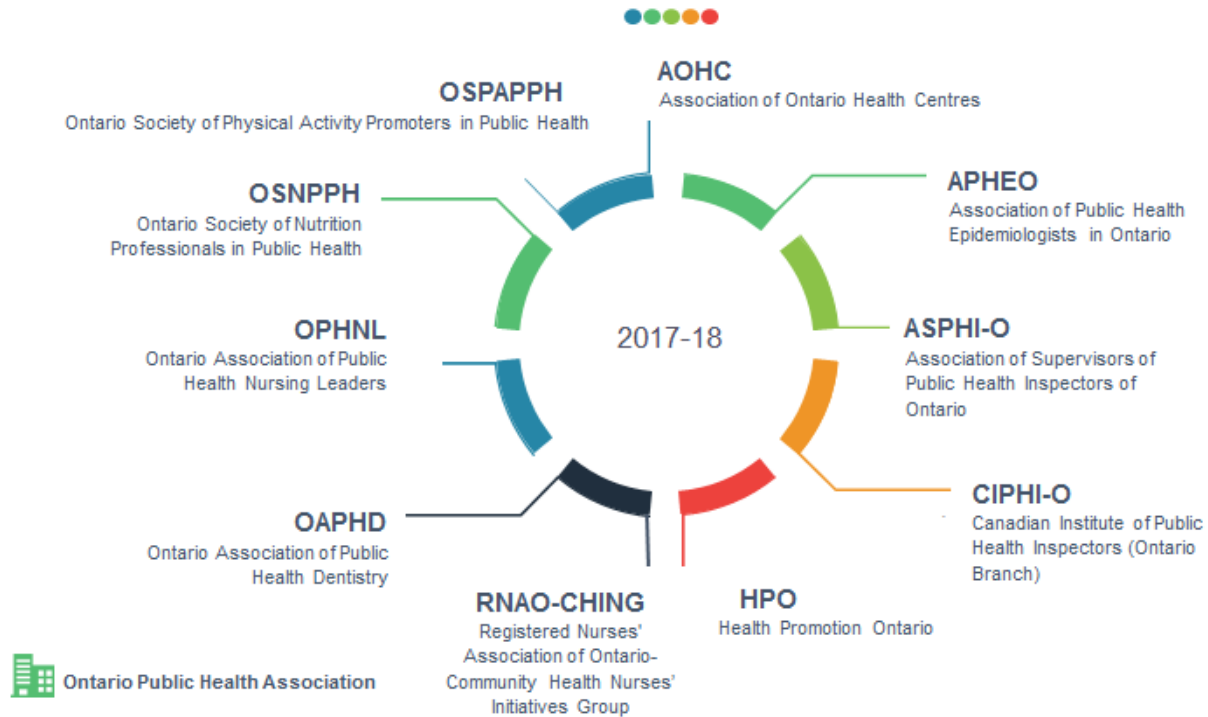 AOHC
Association of Ontario Health Centres
APHEO
Association of Public Health
Epidemiologists in Ontario
ASPHI-O
Association of Supervisors of
Public Health Inspectors of
Ontario
CIPHI-O
Canadian Institute of Public
Health Inspectors (Ontario
Branch)
HPO
Health Promotion Ontario
RNAO-CHING
Registered Nurses'
Association of Ontario-
Community Health Nurses'
Initiatives Group
OAPHD
Ontario Association of Public
Health Dentistry
OPHNL
Ontario Association of Public
Health Nursing Leaders
OSNPPH
Ontario Society of Nutrition
Professionals in Public Health
OSPAPPH
Ontario Society of Physical Activity Promoters in Public Health
2017-18
Ontario Public Health Association